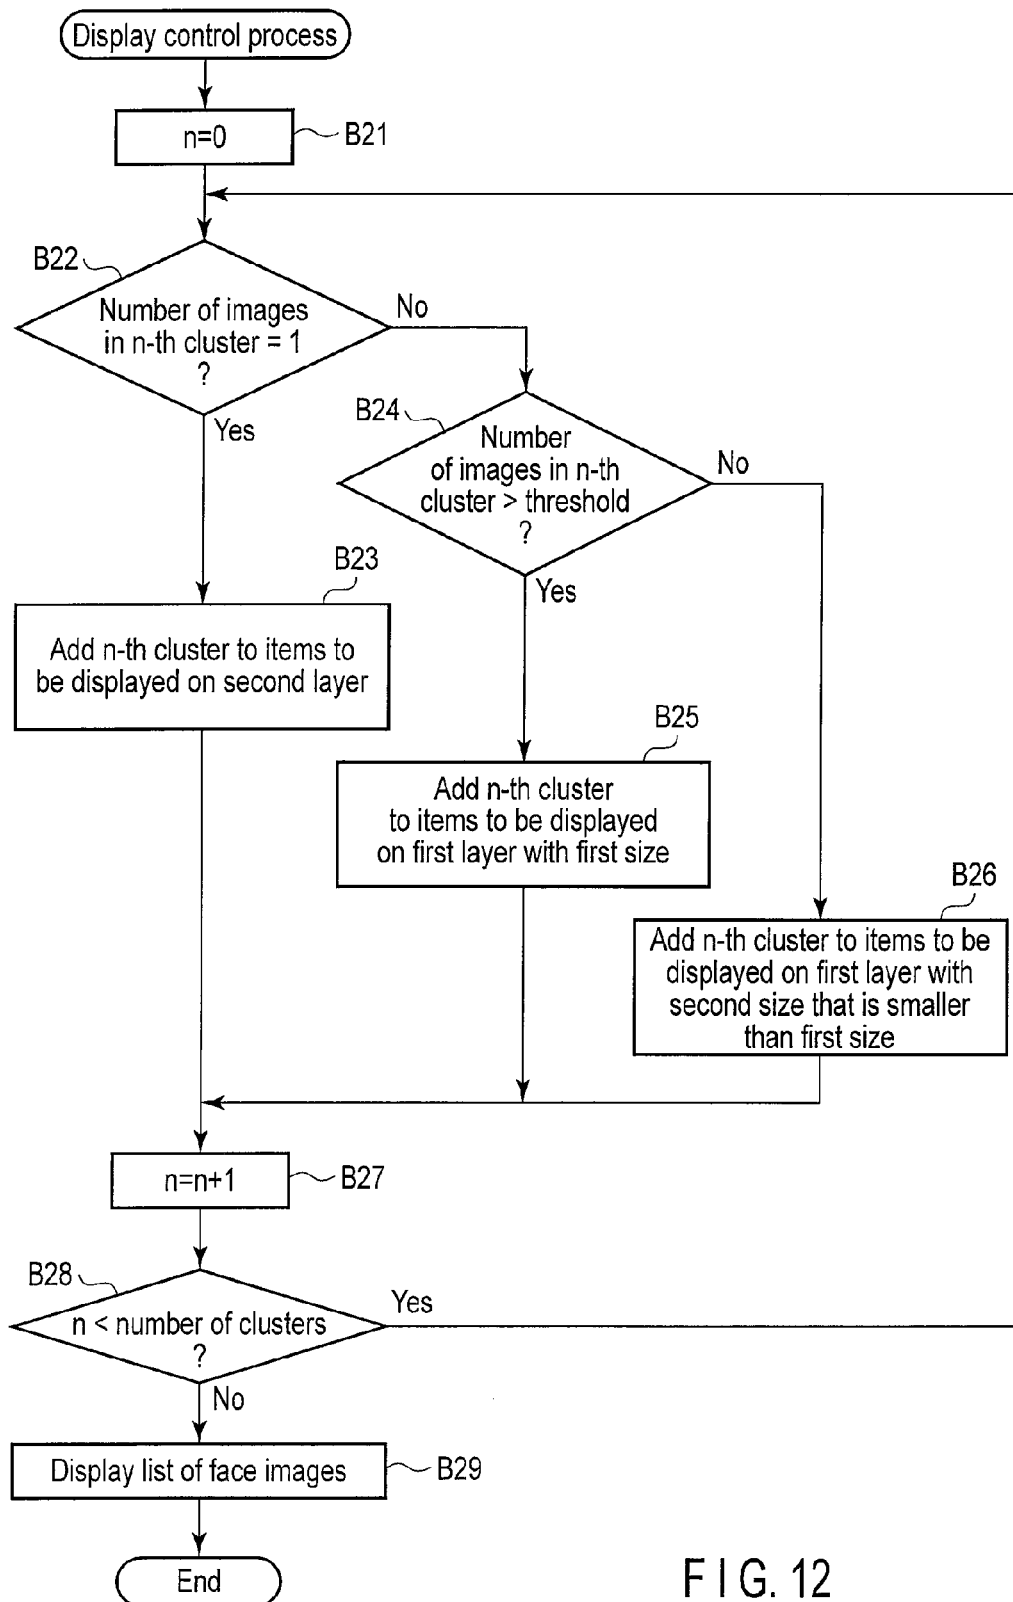 Display control process
n=0
B21
B22
Number of images
in n-th cluster = 1
?
No
Yes
B24
Number
of images in n-th
cluster > threshold
?
No
Yes
B23
Add n-th cluster to items to
be displayed on second layer
B25
Add n-th cluster
to items to be displayed
on first layer with first size
B26
Add n-th cluster to items to be
displayed on first layer with
second size that is smaller
than first size
n=n+1
B27
B28
n < number of clusters
?
Yes
No
Display list of face images
B29
End
FIG. 12